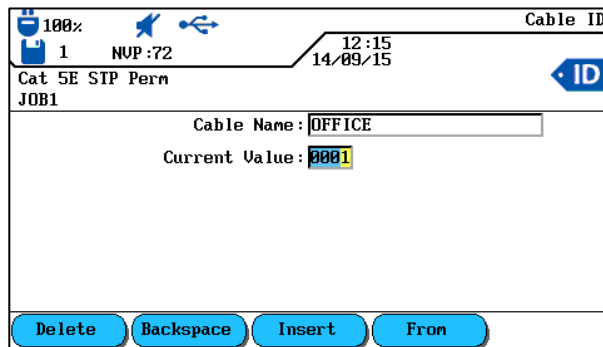 100% Cable ID
1 NVP:72 12:15
14/09/15
Cat 5E STP Perm ID
JOB1
Cable Name: OFFICE
Current Value: 0001
Delete Backspace Insert From